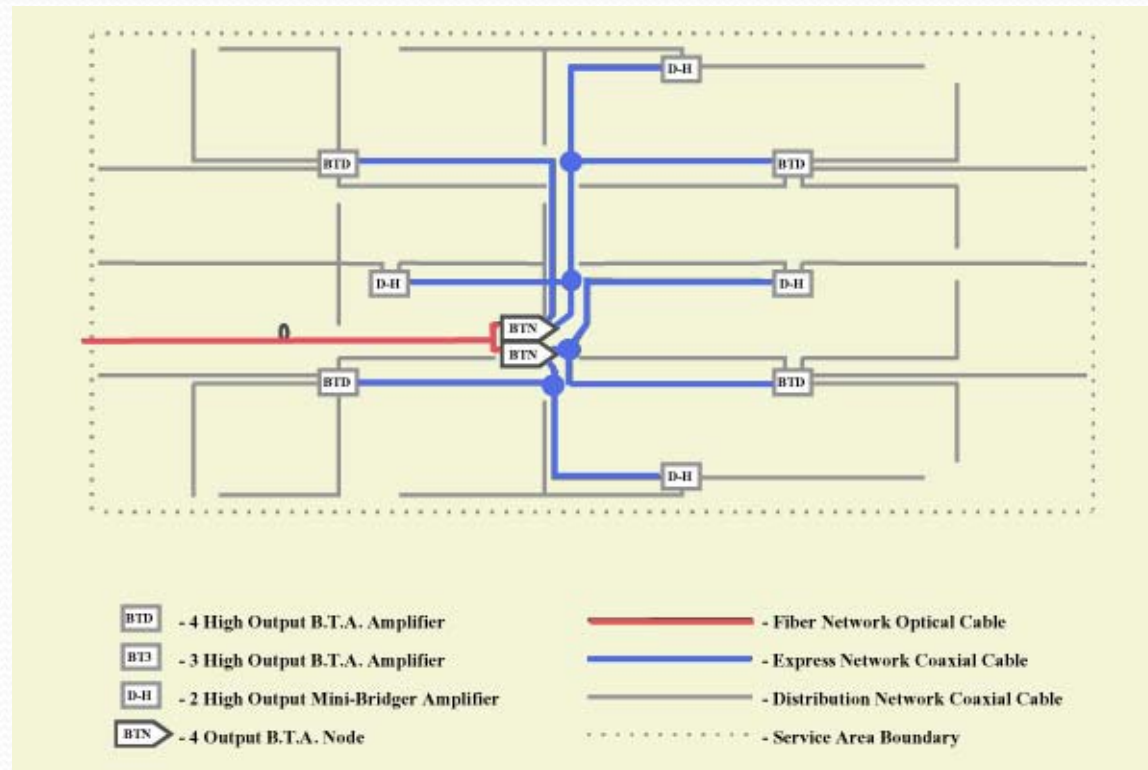 D-H
BTD
BTD
D-H
D-H
BTN
BTN
BTD
BTD
D-H
BTD - 4 High Output B.T.A. Amplifier
BT3 - 3 High Output B.T.A. Amplifier
D-H - 2 High Output Mini-Bridger Amplifier
BTN - 4 Output B.T.A. Node
- Fiber Network Optical Cable
- Express Network Coaxial Cable
- Distribution Network Coaxial Cable
- Service Area Boundary